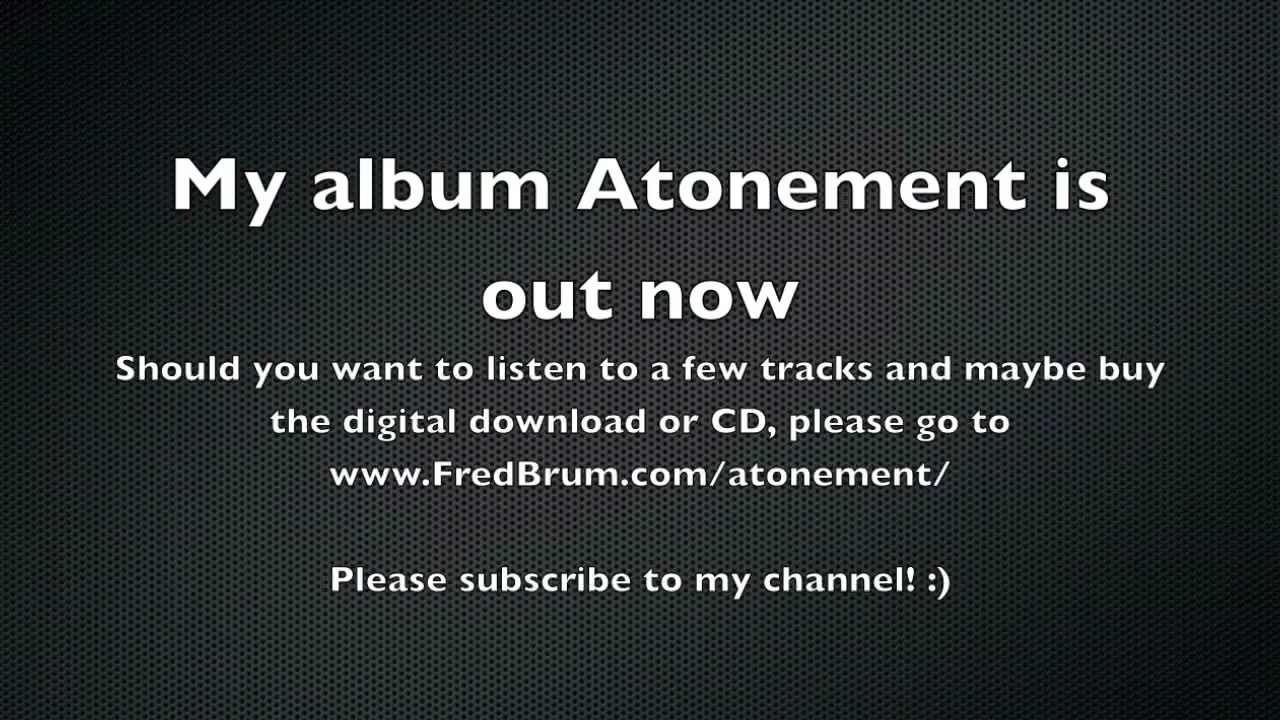 My album Atonement is
out now
Should you want to listen to a few tracks and maybe buy
the digital download or CD, please go to
www.FredBrum.com/atonement/
Please subscribe to my channel! :)